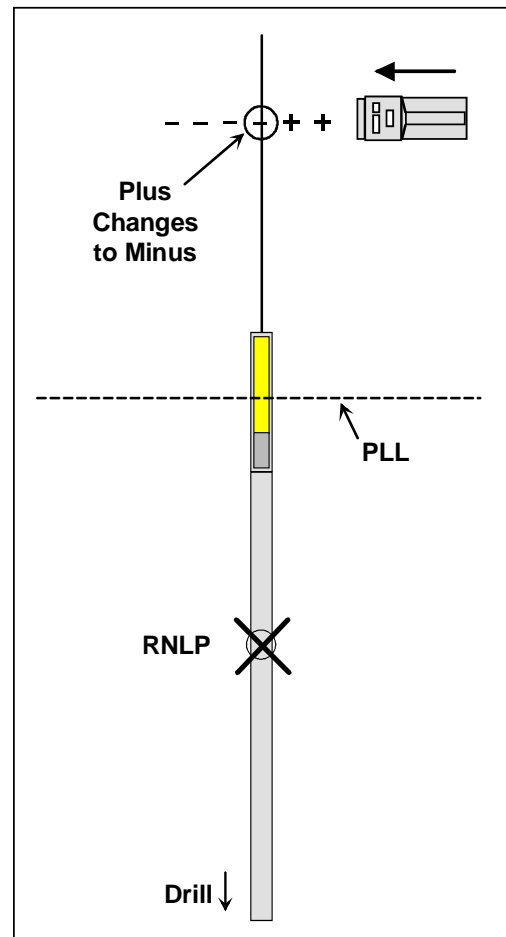 - - - - + +
Plus
Changes
to Minus
PLL
RNLP
Drill